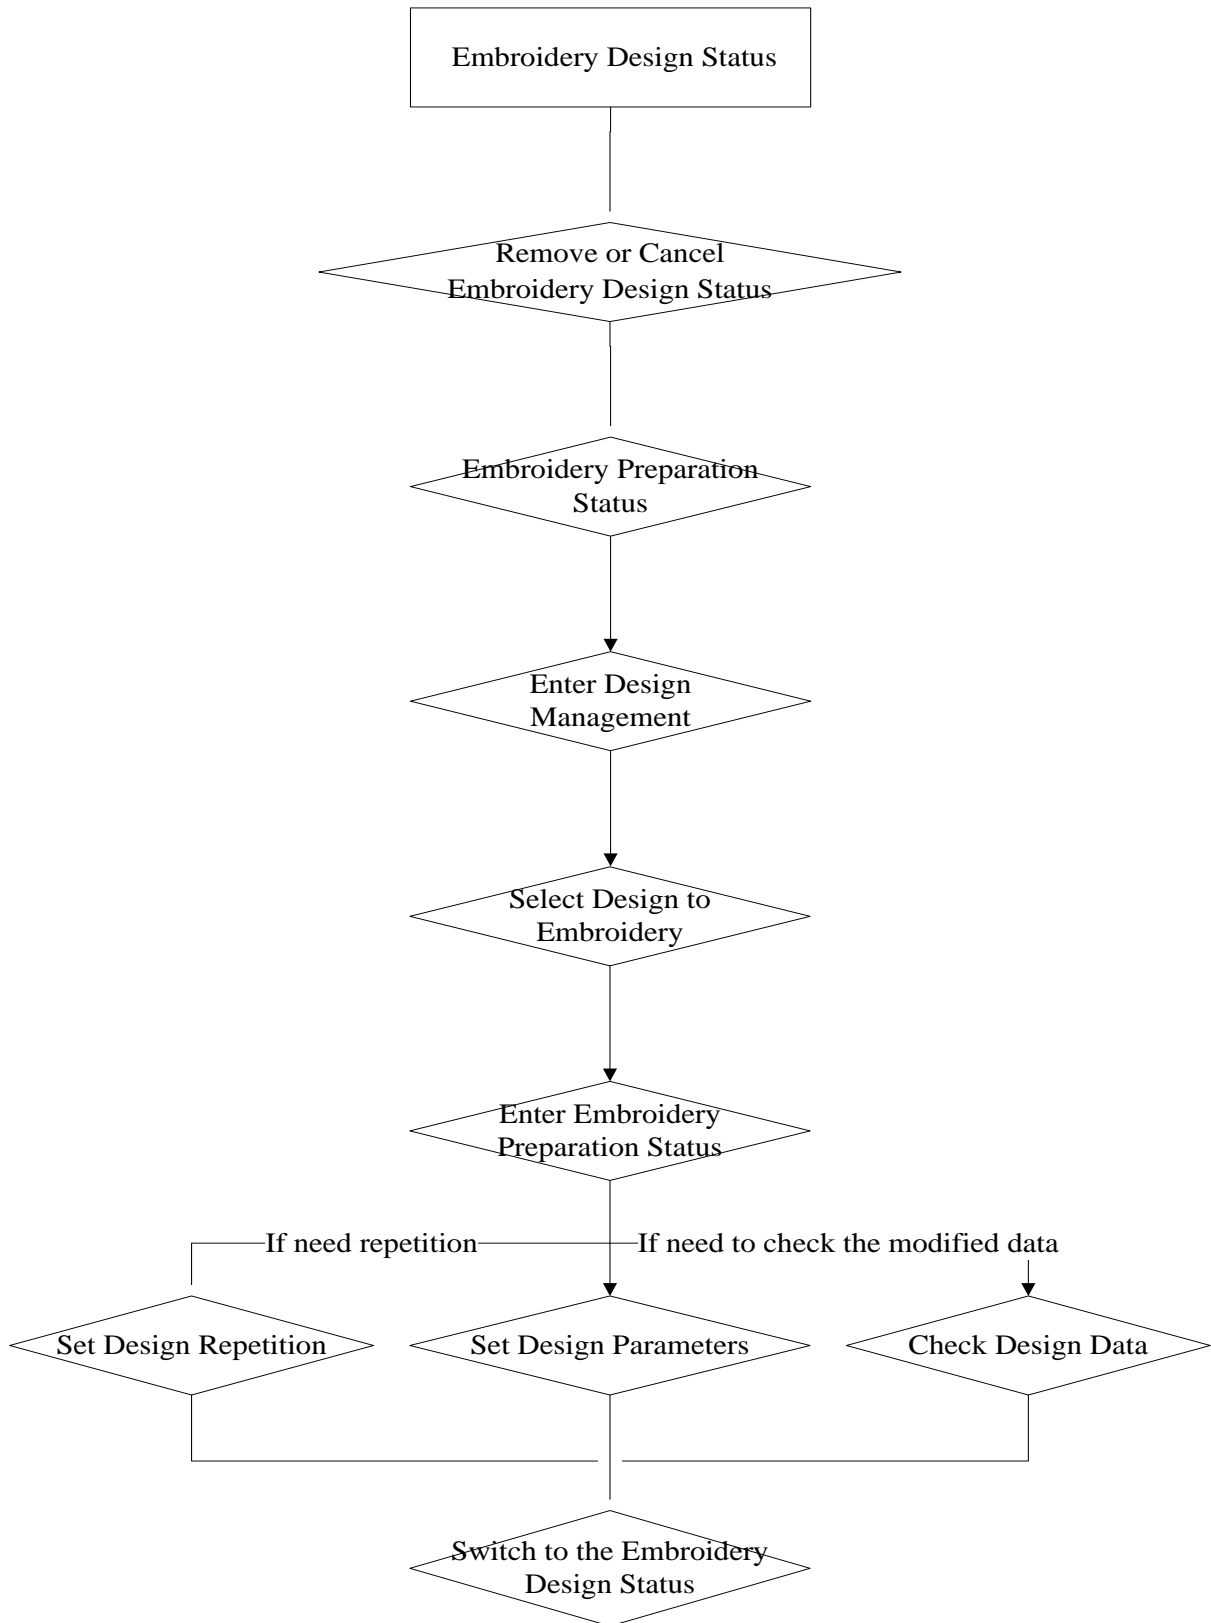 Embroidery Design Status
Remove or Cancel
Embroidery Design Status
Embroidery Preparation
Status
Enter Design
Management
Select Design to
Embroidery
Enter Embroidery
Preparation Status
If need repetition
If need to check the modified data
Set Design Repetition
Set Design Parameters
Check Design Data
Switch to the Embroidery
Design Status